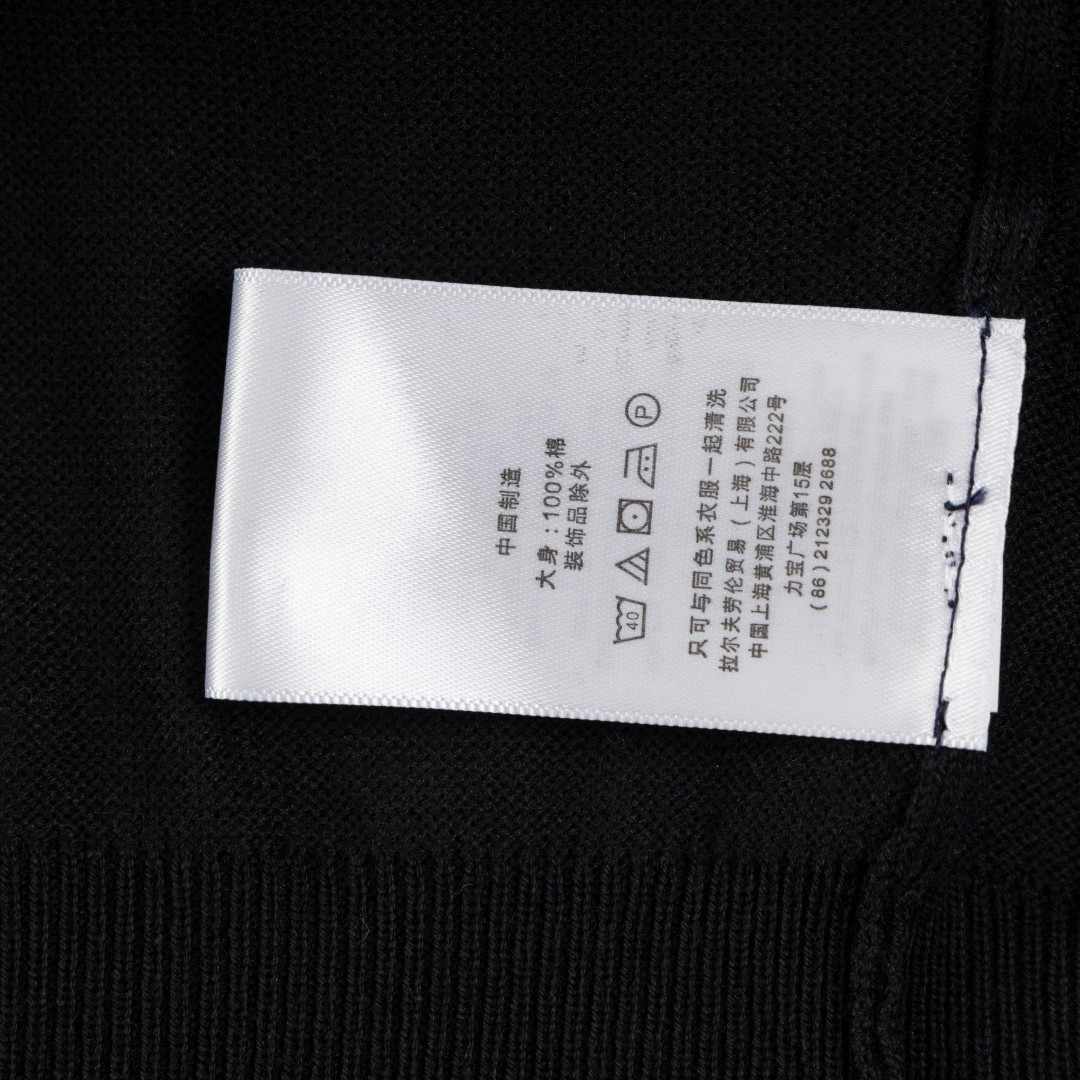 中国制造
大身：100%棉
装饰品除外
40
P
只可与同色系衣服一起清洗
拉尔夫劳伦贸易（上海）有限公司
中国上海黄浦区淮海中路222号
力宝广场第15层
(86)2123292688